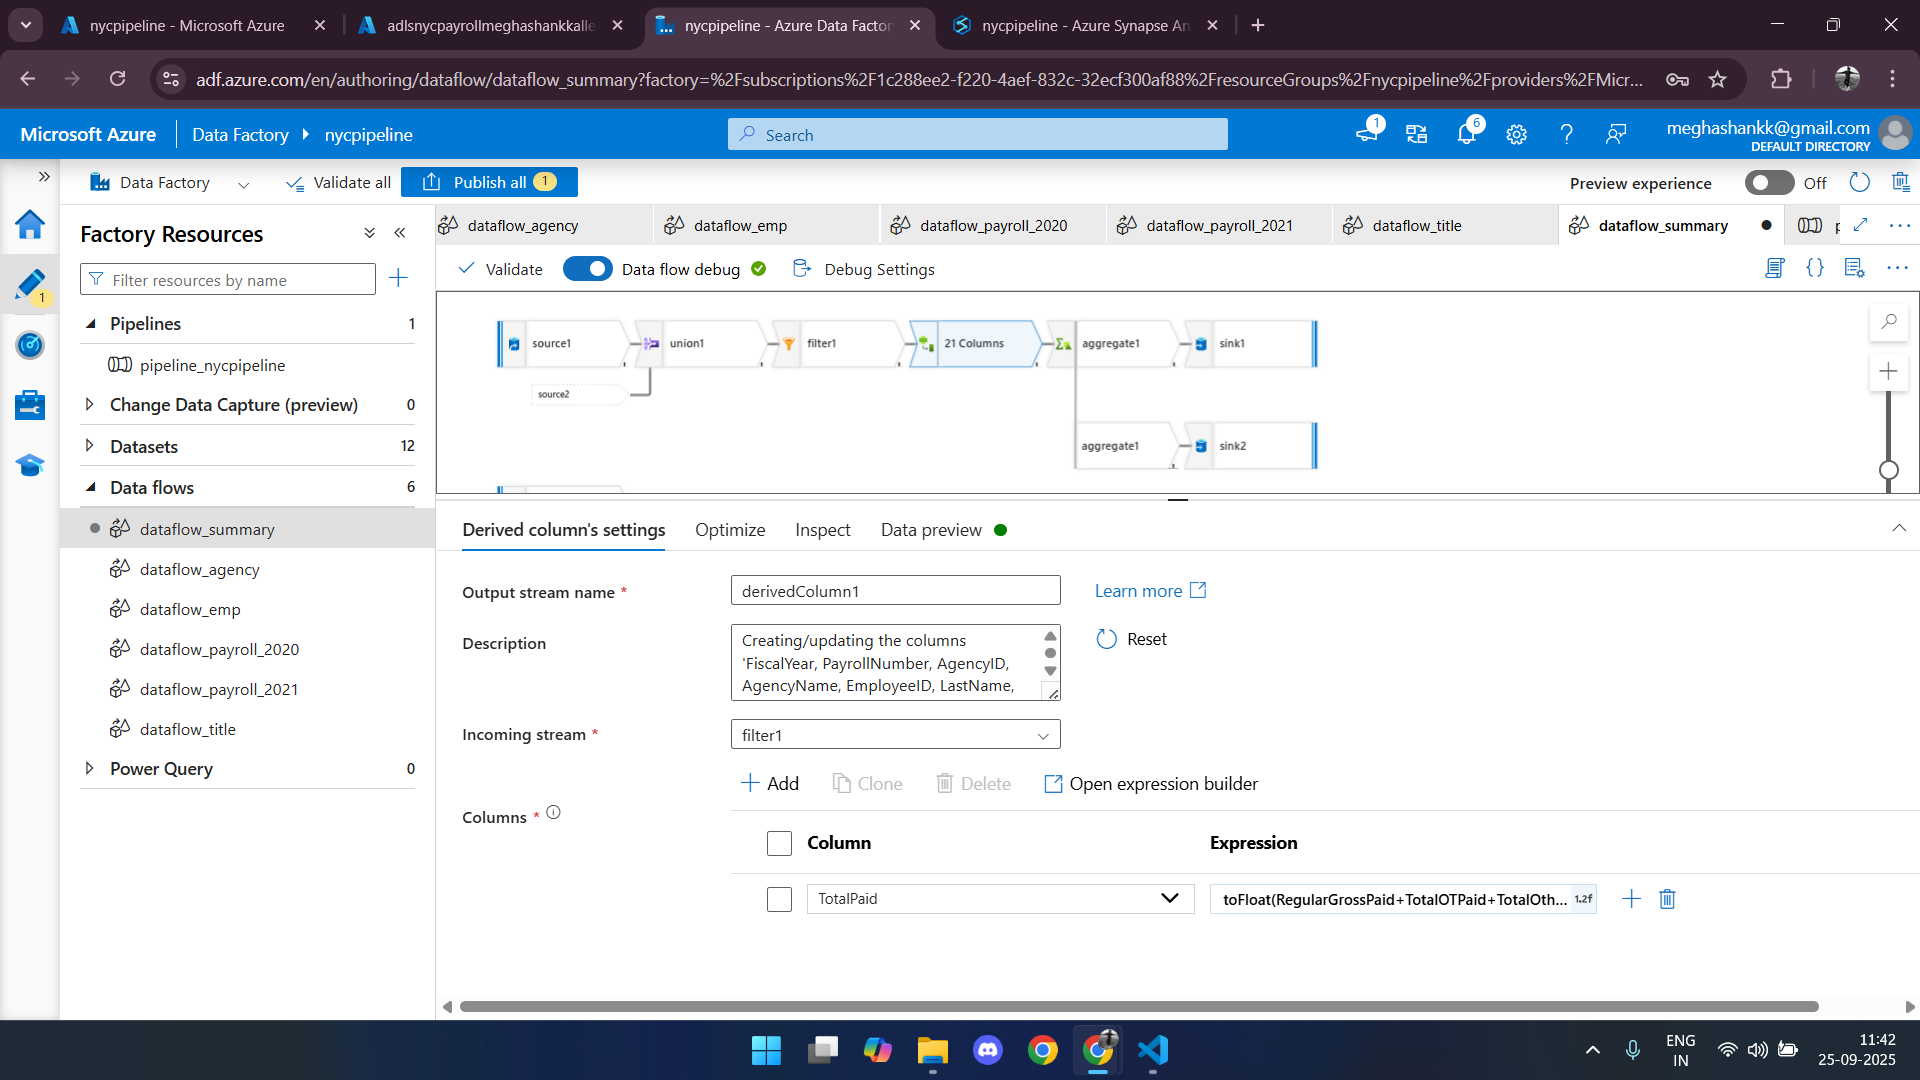 nycpipeline - Microsoft Azure
adlsnycpayrollmeghashankkalle
nycpipeline - Azure Data Factor
nycpipeline - Azure Synapse An
adf.azure.com/en/authoring/dataflow/dataflow_summary?factory=%2Fsubscriptions%2F1c288ee2-f220-4aef-832c-32ecf300af88%2FresourceGroups%2Fnycpipeline%2Fproviders%2FMicr...
Microsoft Azure
Data Factory
nycpipeline
Search
1
6
meghashankk@gmail.com
DEFAULT DIRECTORY
Data Factory
Validate all
Publish all 1
Preview experience
Off
Factory Resources
dataflow_agency
dataflow_emp
dataflow_payroll_2020
dataflow_payroll_2021
dataflow_title
dataflow_summary
p
Filter resources by name
Validate
Data flow debug
Debug Settings
1
Pipelines 1
pipeline_nycpipeline
Change Data Capture (preview) 0
Datasets 12
Data flows 6
dataflow_summary
dataflow_agency
dataflow_emp
dataflow_payroll_2020
dataflow_payroll_2021
dataflow_title
Power Query 0
source1
union1
filter1
21 Columns
aggregate1
sink1
source2
aggregate1
sink2
Derived column's settings
Optimize
Inspect
Data preview
Output stream name *
derivedColumn1
Learn more
Description
Creating/updating the columns
'FiscalYear, PayrollNumber, AgencyID,
AgencyName, EmployeeID, LastName,
Reset
Incoming stream *
filter1
Add
Clone
Delete
Open expression builder
Columns *
Column
Expression
TotalPaid
toFloat(RegularGrossPaid+TotalOTPaid+TotalOth... 1.2f
ENG
IN
11:42
25-09-2025